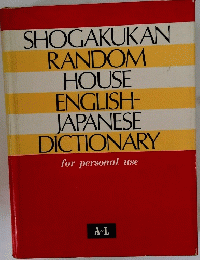 SHOGAKUKAN
RANDOM
HOUSE
ENGLISH-
JAPANESE
DICTIONARY
for personal use
A-L